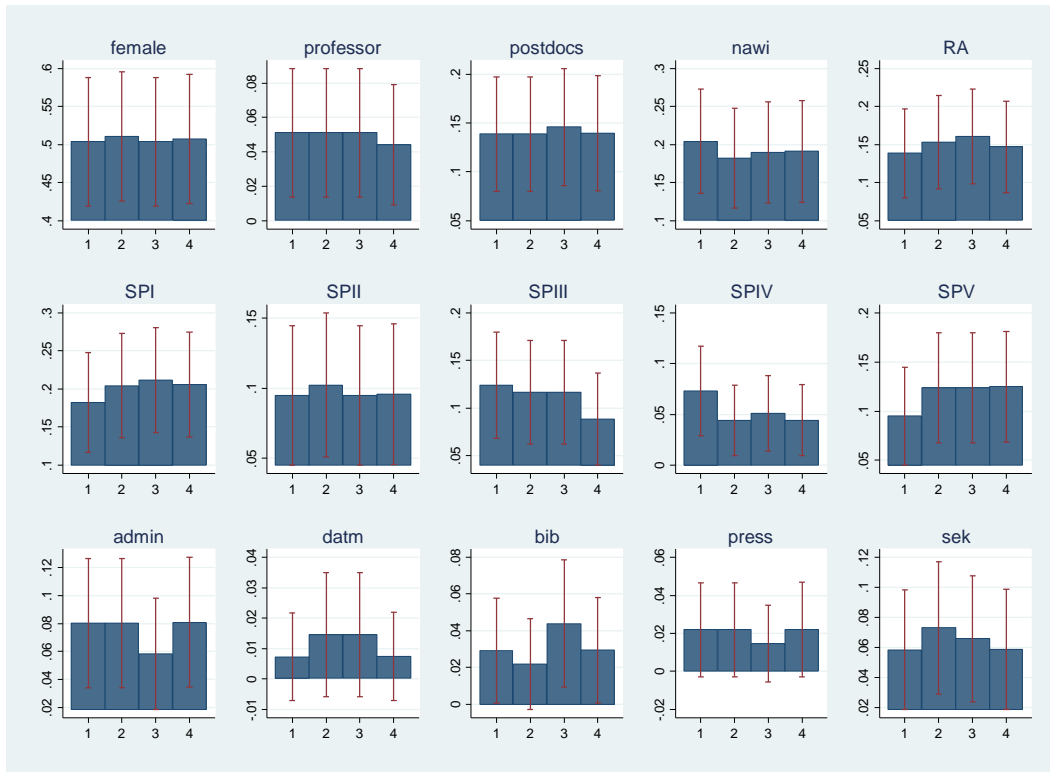 female
.4 .45 .5 .55 .6
1 2 3 4
professor
0 .02 .04 .06 .08
1 2 3 4
postdocs
.05 .1 .15 .2
1 2 3 4
nawi
.1 .15 .2 .25 .3
1 2 3 4
RA
.05 .1 .15 .2 .25
1 2 3 4
SPI
.1 .15 .2 .25 .3
1 2 3 4
SPII
.05 .1 .15
1 2 3 4
SPIII
.05 .1 .15 .2
1 2 3 4
SPIV
0 .05 .1 .15
1 2 3 4
SPV
.05 .1 .15 .2
1 2 3 4
admin
.02 .04 .06 .08 .1 .12
1 2 3 4
datm
-.01 0 .01 .02 .03 .04
1 2 3 4
bib
0 .02 .04 .06 .08
1 2 3 4
press
-.02 0 .02 .04 .06
1 2 3 4
sek
.02 .04 .06 .08 .1 .12
1 2 3 4